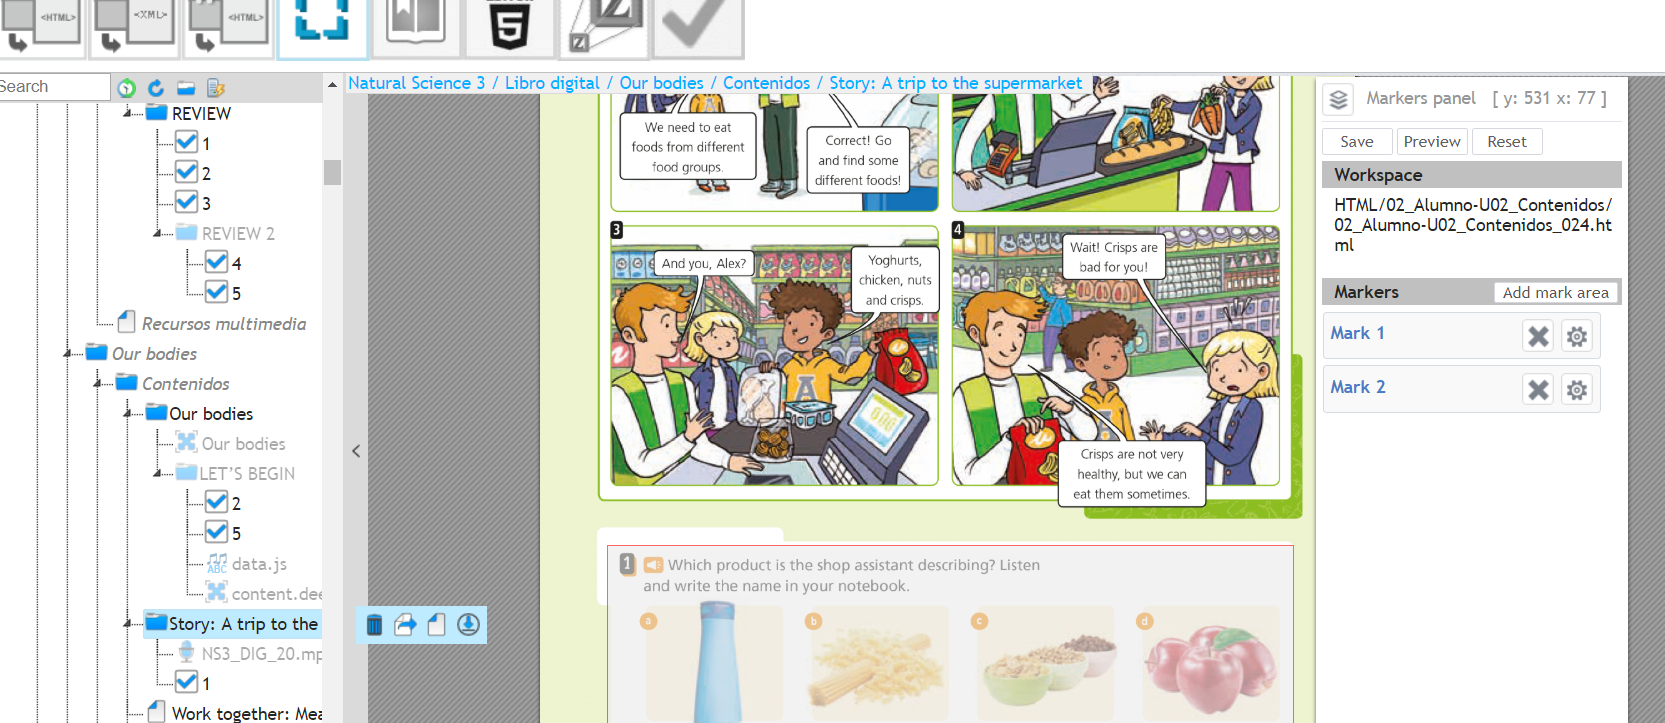 <HTML>
<XML>
<HTML>
5
Z
Z
Search
REVIEW
1
2
3
REVIEW 2
4
5
Recursos multimedia
Our bodies
Contenidos
Our bodies
Our bodies
LET'S BEGIN
2
5
ABC
data.js
content.dee
Story: A trip to the
NS3_DIG_20.mp
1
Work together: Mea
Natural Science 3 / Libro digital / Our bodies / Contenidos / Story: A trip to the supermarket
We need to eat
foods from different
food groups.
Correct! Go
and find some
different foods!
3
And you, Alex?
Yoghurts,
chicken, nuts
and crisps.
A
4
Wait! Crisps are
bad for you!
Crisps are not very
healthy, but we can
eat them sometimes.
1 Which product is the shop assistant describing? Listen
and write the name in your notebook.
a
b
c
d
Markers panel [ y: 531 x: 77 ]
Save Preview Reset
Workspace
HTML/02_Alumno-U02_Contenidos/
02_Alumno-U02_Contenidos_024.ht
ml
Markers Add mark area
Mark 1
Mark 2